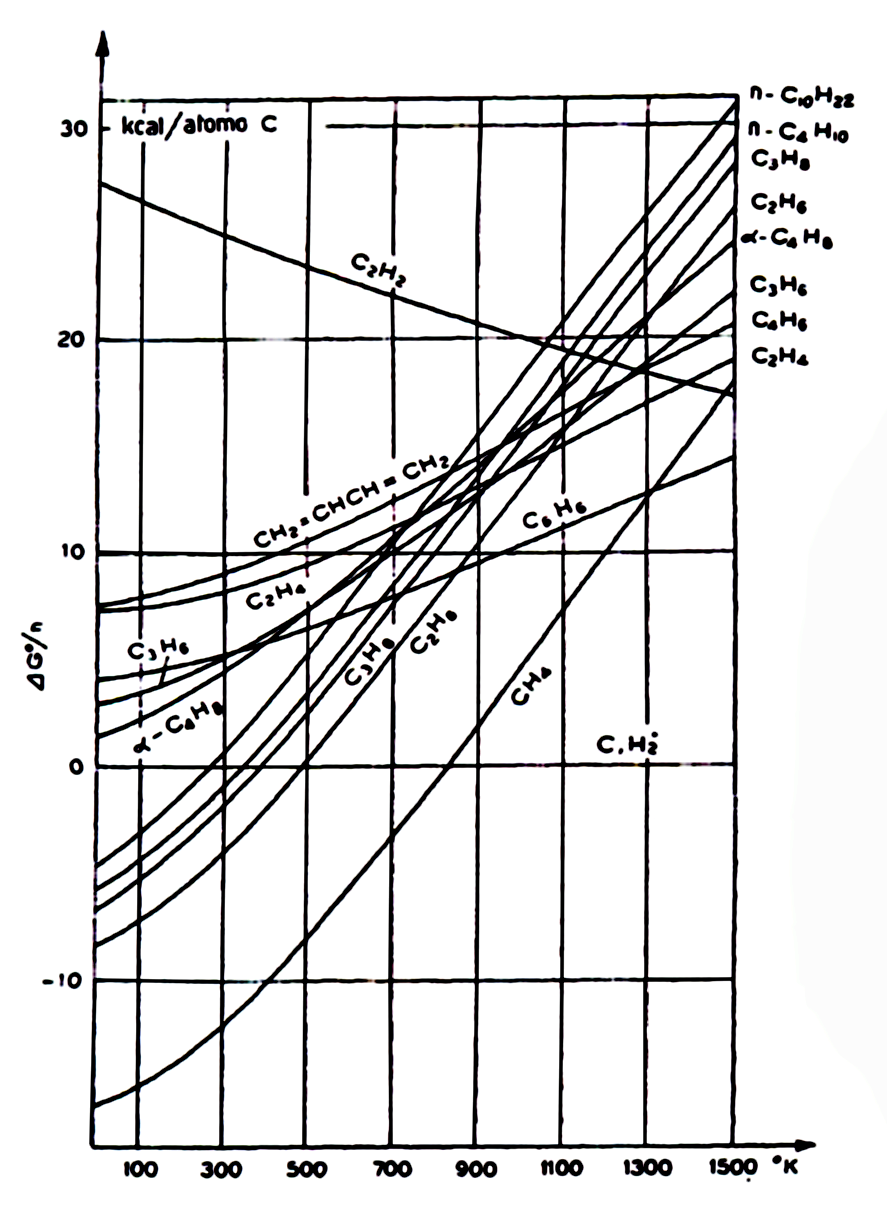 n-C₁₀H₂₂
30 kcal/atomo C
n-C₄H₁₀
C₃H₈
C₂H₆
α-C₄H₈
C₂H₂
C₃H₆
C₄H₆
20
C₂H₄
CH₂=CHCH=CH₂
C₆H₆
10
C₂H₄
C₃H₆
C₃H₈
C₂H₆
ΔG°/n
α-C₄H₈
CH₄
C,H₂
0
-10
100 300 500 700 900 1100 1300 1500 °K